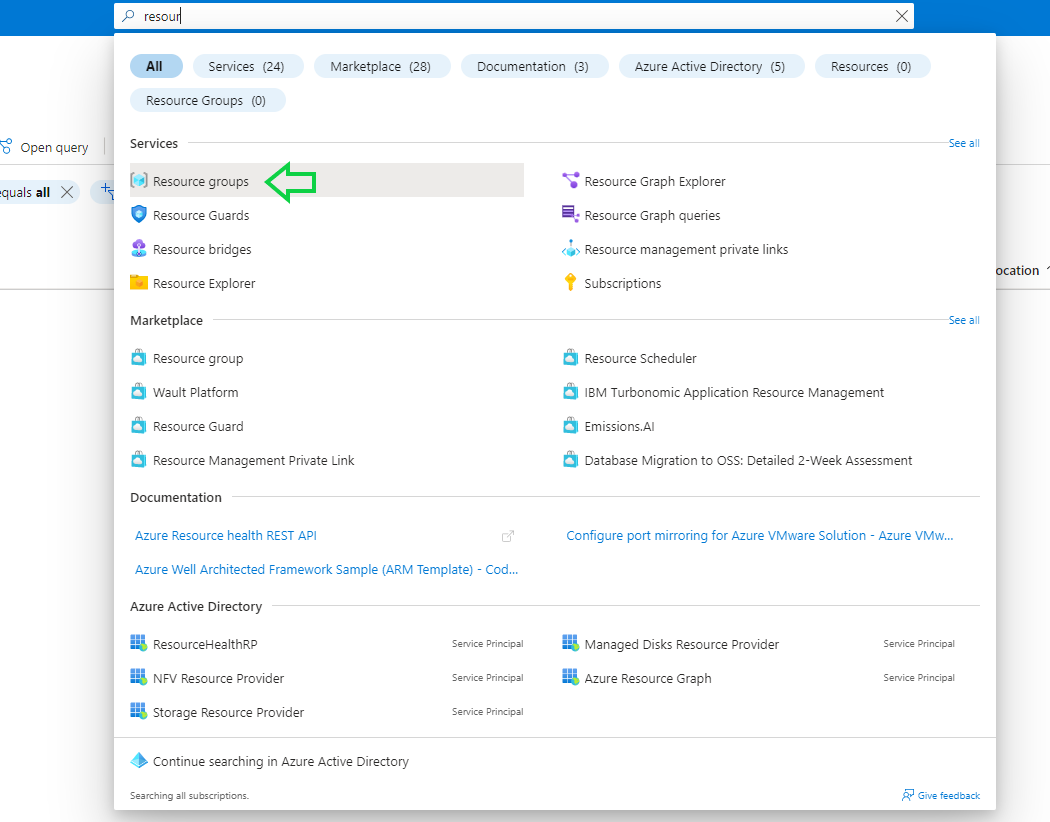 resour
All
Services (24)
Marketplace (28)
Documentation (3)
Azure Active Directory (5)
Resources (0)
Resource Groups (0)
Open query
equals all
ocation
Services
See all
Resource groups
Resource Graph Explorer
Resource Guards
Resource Graph queries
Resource bridges
Resource management private links
Resource Explorer
Subscriptions
Marketplace
See all
Resource group
Resource Scheduler
Wault Platform
IBM Turbonomic Application Resource Management
Resource Guard
Emissions.AI
Resource Management Private Link
Database Migration to OSS: Detailed 2-Week Assessment
Documentation
Azure Resource health REST API
Configure port mirroring for Azure VMware Solution - Azure VMw...
Azure Well Architected Framework Sample (ARM Template) - Cod...
Azure Active Directory
ResourceHealthRP Service Principal
Managed Disks Resource Provider Service Principal
NFV Resource Provider Service Principal
Azure Resource Graph Service Principal
Storage Resource Provider Service Principal
Continue searching in Azure Active Directory
Searching all subscriptions.
Give feedback